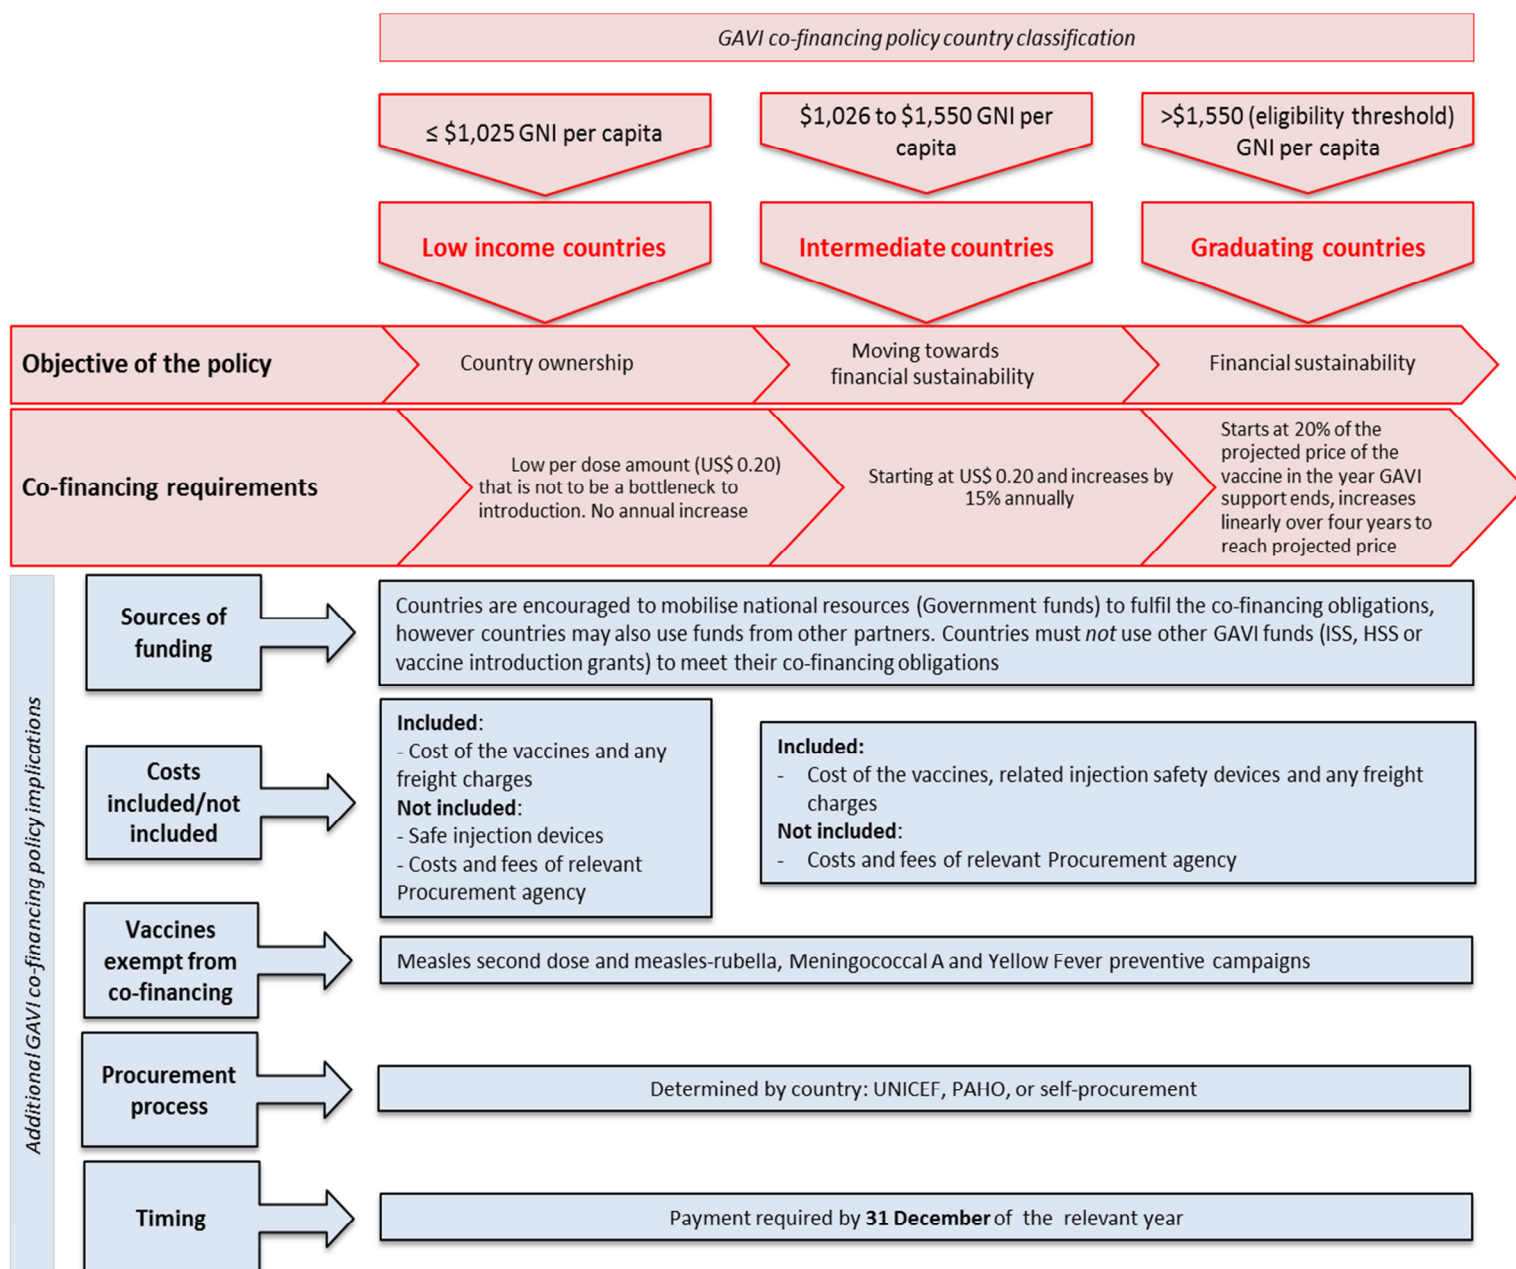 GAVI co-financing policy country classification
≤ $1,025 GNI per capita
$1,026 to $1,550 GNI per
capita
>$1,550 (eligibility threshold)
GNI per capita
Low income countries
Intermediate countries
Graduating countries
Objective of the policy
Country ownership
Moving towards
financial sustainability
Financial sustainability
Co-financing requirements
Low per dose amount (US$ 0.20)
that is not to be a bottleneck to
introduction. No annual increase
Starting at US$ 0.20 and increases by
15% annually
Starts at 20% of the
projected price of the
vaccine in the year GAVI
support ends, increases
linearly over four years to
reach projected price
Additional GAVI co-financing policy implications
Sources of
funding
Countries are encouraged to mobilise national resources (Government funds) to fulfil the co-financing obligations,
however countries may also use funds from other partners. Countries must not use other GAVI funds (ISS, HSS or
vaccine introduction grants) to meet their co-financing obligations
Costs
included/not
included
Included:
- Cost of the vaccines and any
freight charges
Not included:
- Safe injection devices
- Costs and fees of relevant
Procurement agency
Included:
- Cost of the vaccines, related injection safety devices and any freight
charges
Not included:
- Costs and fees of relevant Procurement agency
Vaccines
exempt from
co-financing
Measles second dose and measles-rubella, Meningococcal A and Yellow Fever preventive campaigns
Procurement
process
Determined by country: UNICEF, PAHO, or self-procurement
Timing
Payment required by 31 December of the relevant year